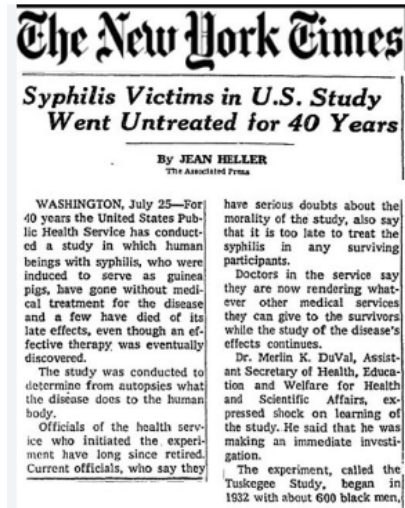 The New York Times
Syphilis Victims in U.S. Study
Went Untreated for 40 Years
By JEAN HELLER
The Associated Press
WASHINGTON, July 25—For
40 years the United States Pub-
lic Health Service has conduct-
ed a study in which human
beings with syphilis, who were
induced to serve as guinea
pigs, have gone without medi-
cal treatment for the disease
and a few have died of its
late effects, even though an ef-
fective therapy was eventually
discovered.
The study was conducted to
determine from autopsies what
the disease does to the human
body.
Officials of the health serv-
ice who initiated the experi-
ment have long since retired.
Current officials, who say they
have serious doubts about the
morality of the study, also say
that it is too late to treat the
syphilis in any surviving
participants.
Doctors in the service say
they are now rendering what-
ever other medical services
they can give to the survivors
while the study of the disease's
effects continues.
Dr. Merlin K. DuVal, Assist-
ant Secretary of Health, Educa-
tion and Welfare for Health
and Scientific Affairs, ex-
pressed shock on learning of
the study. He said that he was
making an immediate investi-
gation.
The experiment, called the
Tuskegee Study, began in
1932 with about 600 black men,